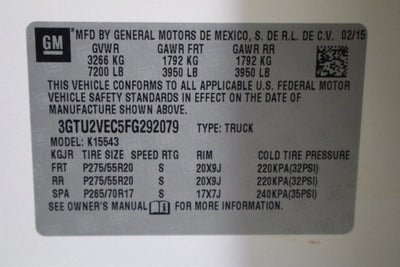 GM
MFD BY GENERAL MOTORS DE MEXICO, S. DE R.L. DE C.V. 02/15
GVWR GAWR FRT GAWR RR
3266 KG 1792 KG 1792 KG
7200 LB 3950 LB 3950 LB
THIS VEHICLE CONFORMS TO ALL APPLICABLE U.S. FEDERAL MOTOR
VEHICLE SAFETY STANDARDS IN EFFECT ON THE DATE OF
MANUFACTURE SHOWN ABOVE.
3GTU2VEC5FG292079 TYPE: TRUCK
MODEL: K15543
KGJR TIRE SIZE SPEED RTG RIM COLD TIRE PRESSURE
FRT P275/55R20 S 20X9J 220KPA(32PSI)
RR P275/55R20 S 20X9J 220KPA(32PSI)
SPA P265/70R17 S 17X7J 240KPA(35PSI)
SEE OWNER'S MANUAL FOR MORE INFORMATION.